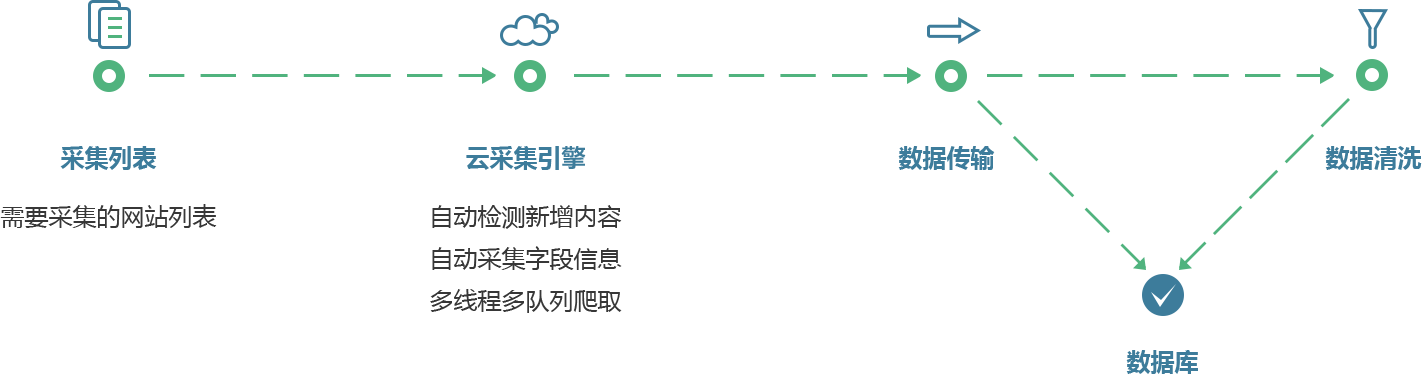 采集列表
云采集引擎
数据传输
数据清洗
需要采集的网站列表
自动检测新增内容
自动采集字段信息
多线程多队列爬取
数据库